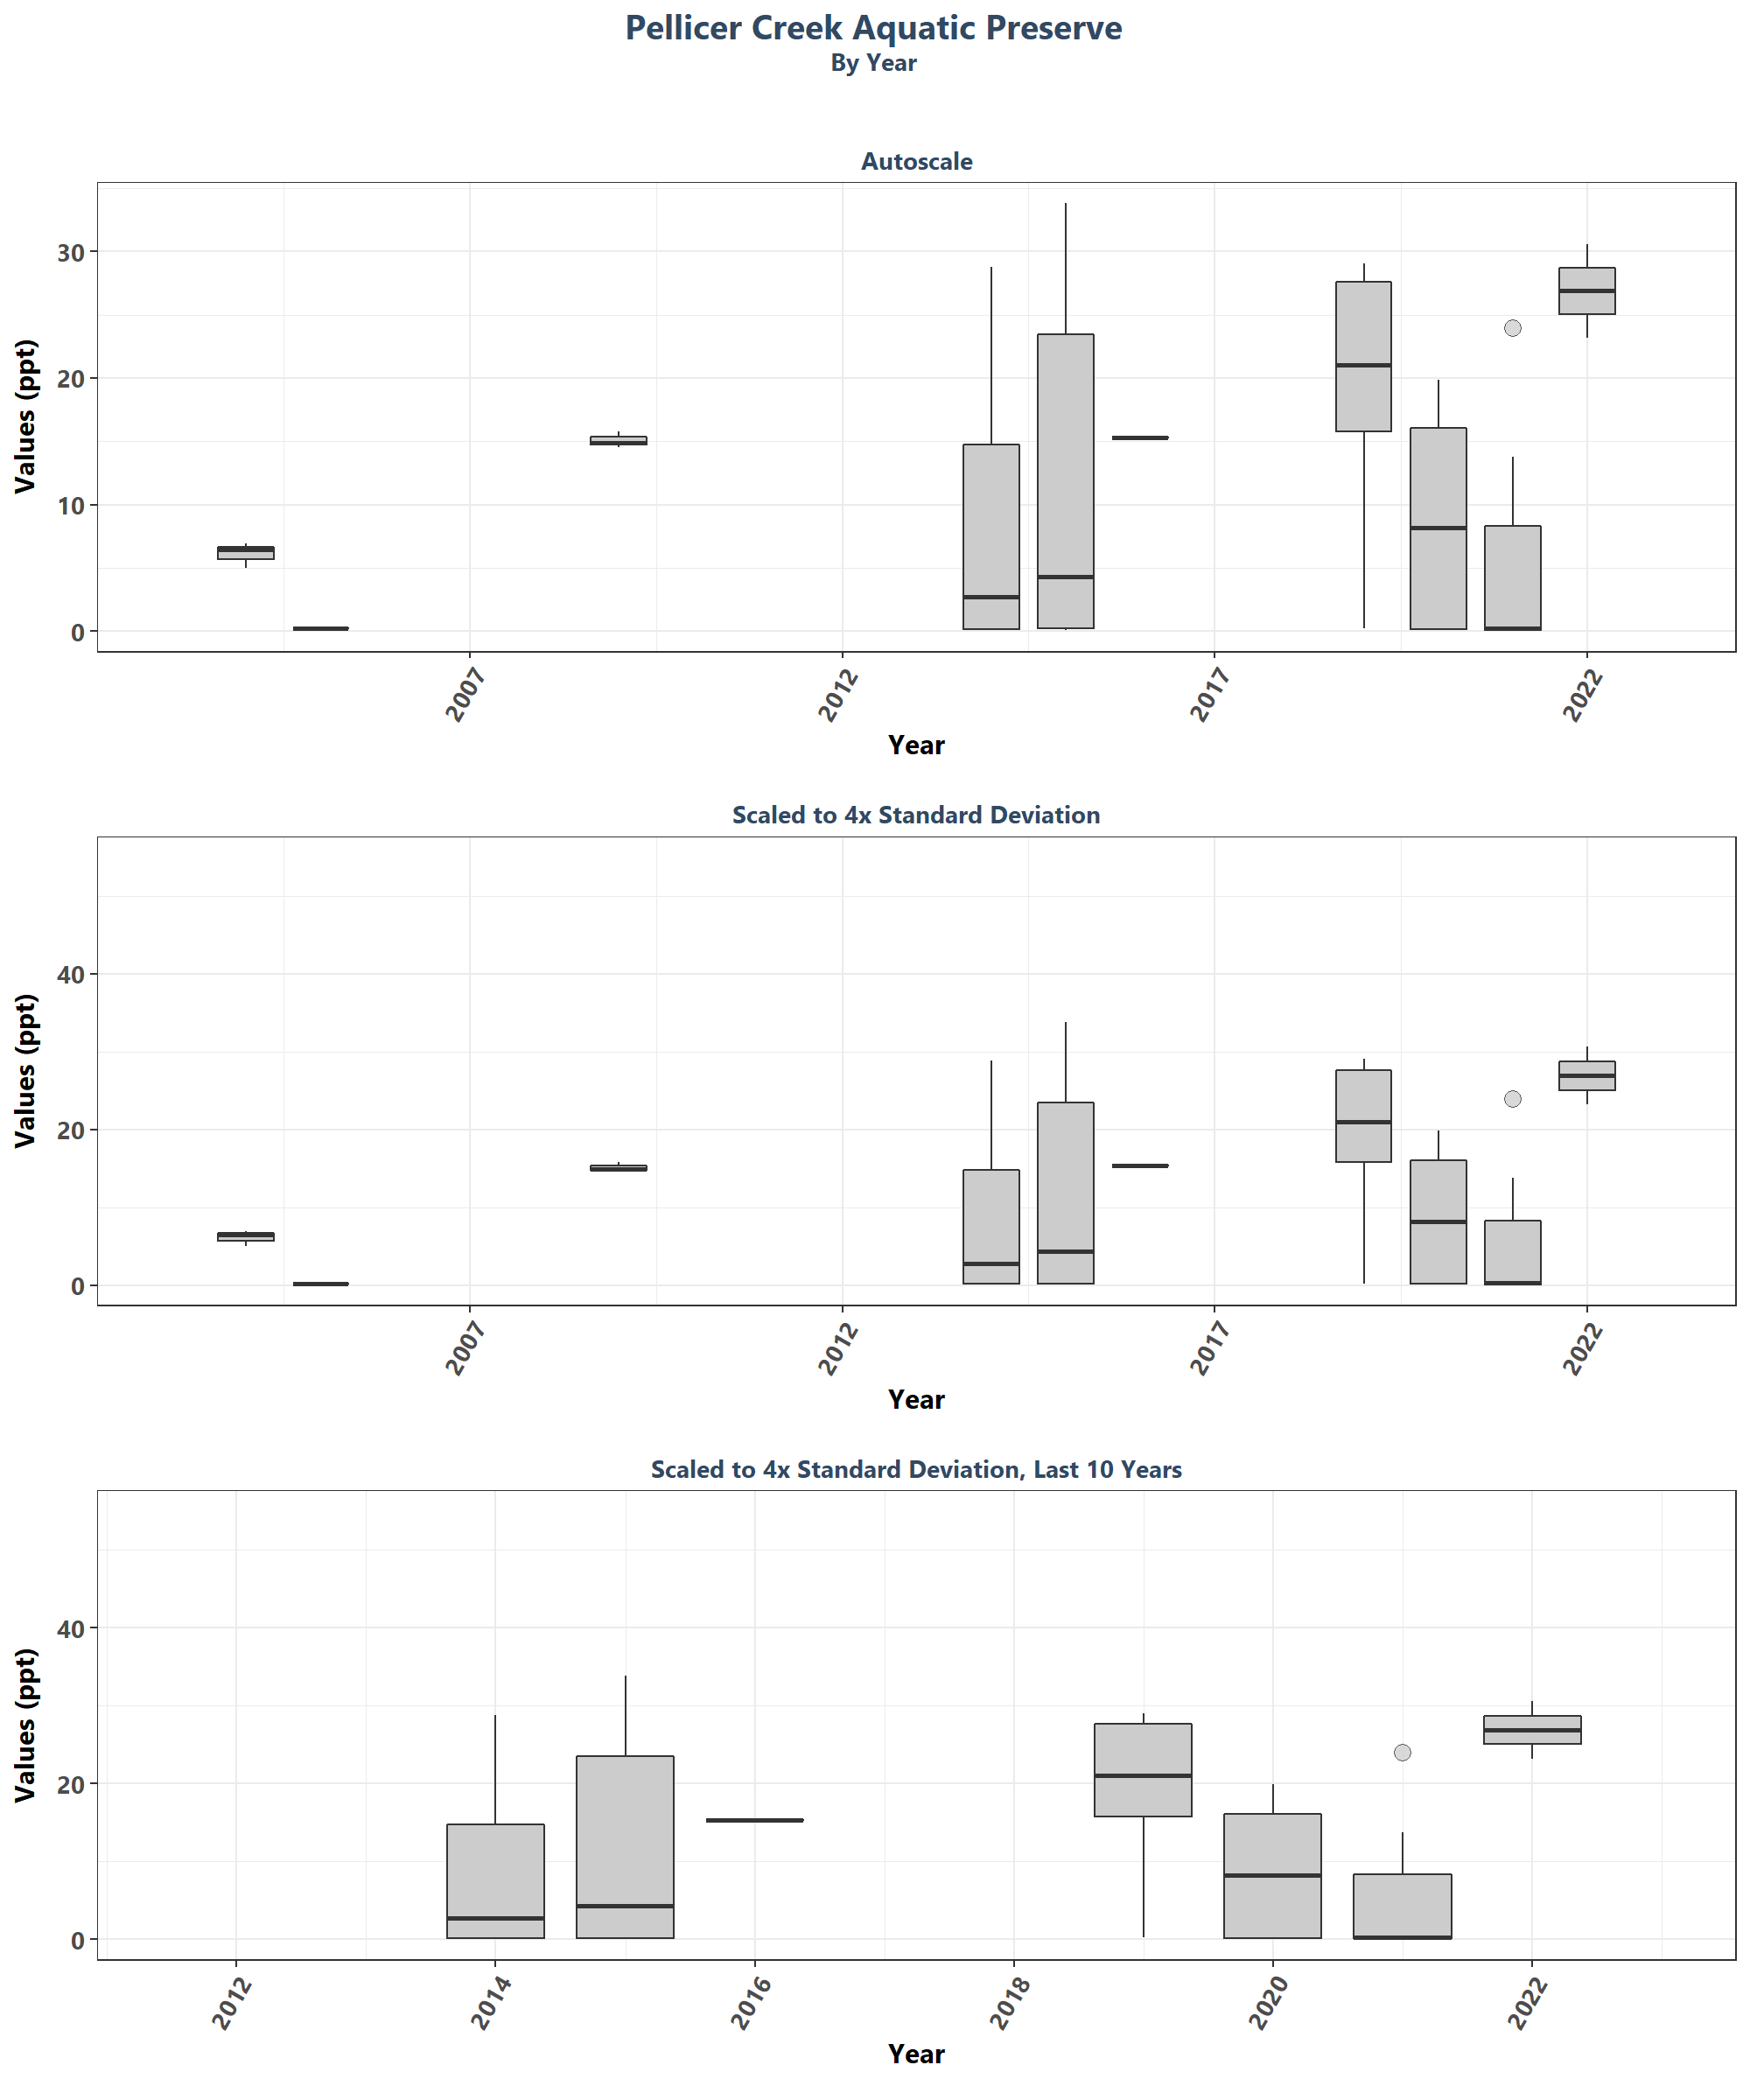 Pellicer Creek Aquatic Preserve
By Year
Autoscale
30
20
10
0
Values (ppt)
2007 2012 2017 2022
Year
Scaled to 4x Standard Deviation
40
20
0
Values (ppt)
2007 2012 2017 2022
Year
Scaled to 4x Standard Deviation, Last 10 Years
40
20
0
Values (ppt)
2012 2014 2016 2018 2020 2022
Year